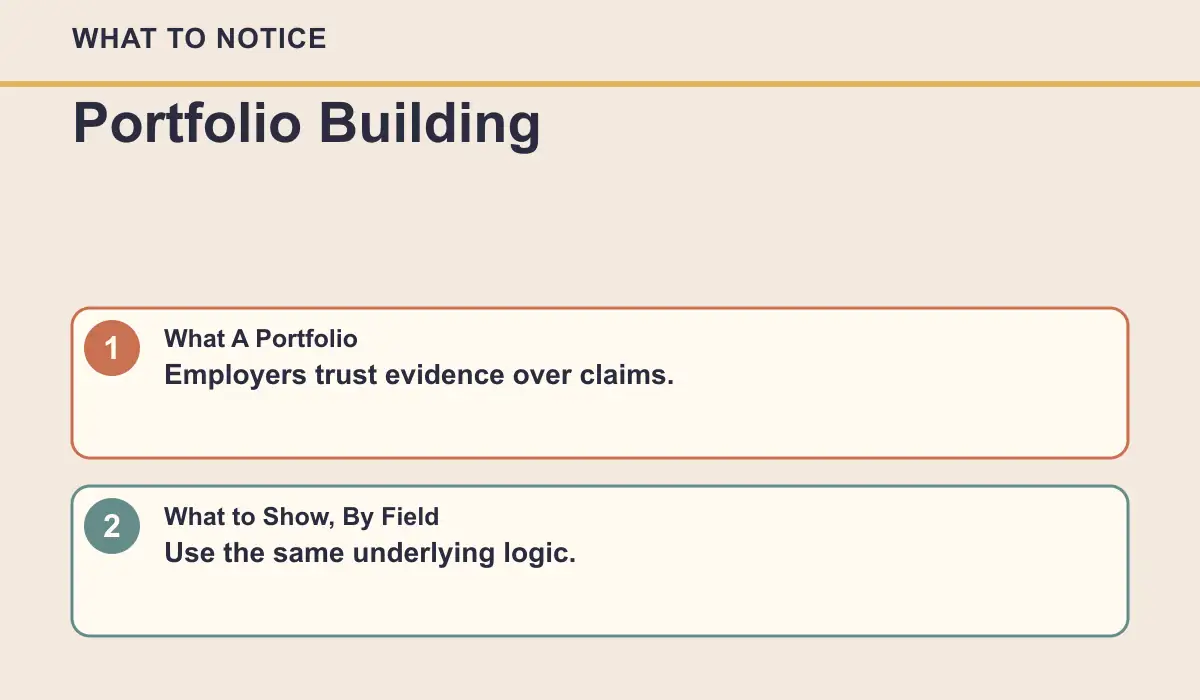 WHAT TO NOTICE
Portfolio Building
1
What A Portfolio
Employers trust evidence over claims.
2
What to Show, By Field
Use the same underlying logic.